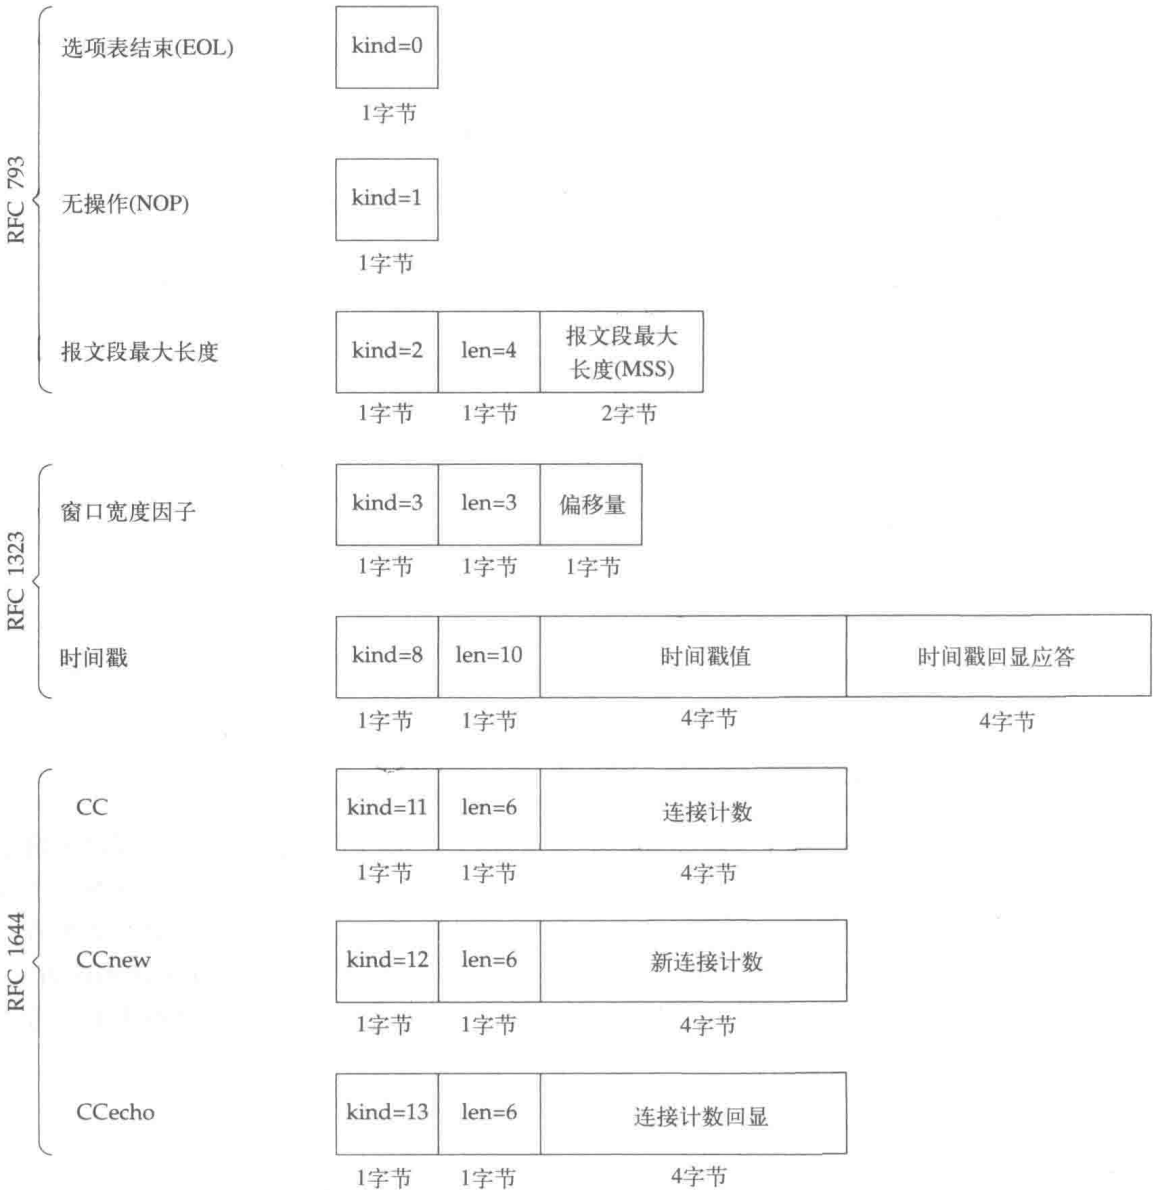 RFC 793
选项表结束(EOL)
kind=0
1字节
无操作(NOP)
kind=1
1字节
报文段最大长度
kind=2 len=4 报文段最大
长度(MSS)
1字节 1字节 2字节
RFC 1323
窗口宽度因子
kind=3 len=3 偏移量
1字节 1字节 1字节
时间戳
kind=8 len=10 时间戳值 时间戳回显应答
1字节 1字节 4字节 4字节
RFC 1644
CC
kind=11 len=6 连接计数
1字节 1字节 4字节
CCnew
kind=12 len=6 新连接计数
1字节 1字节 4字节
CCecho
kind=13 len=6 连接计数回显
1字节 1字节 4字节